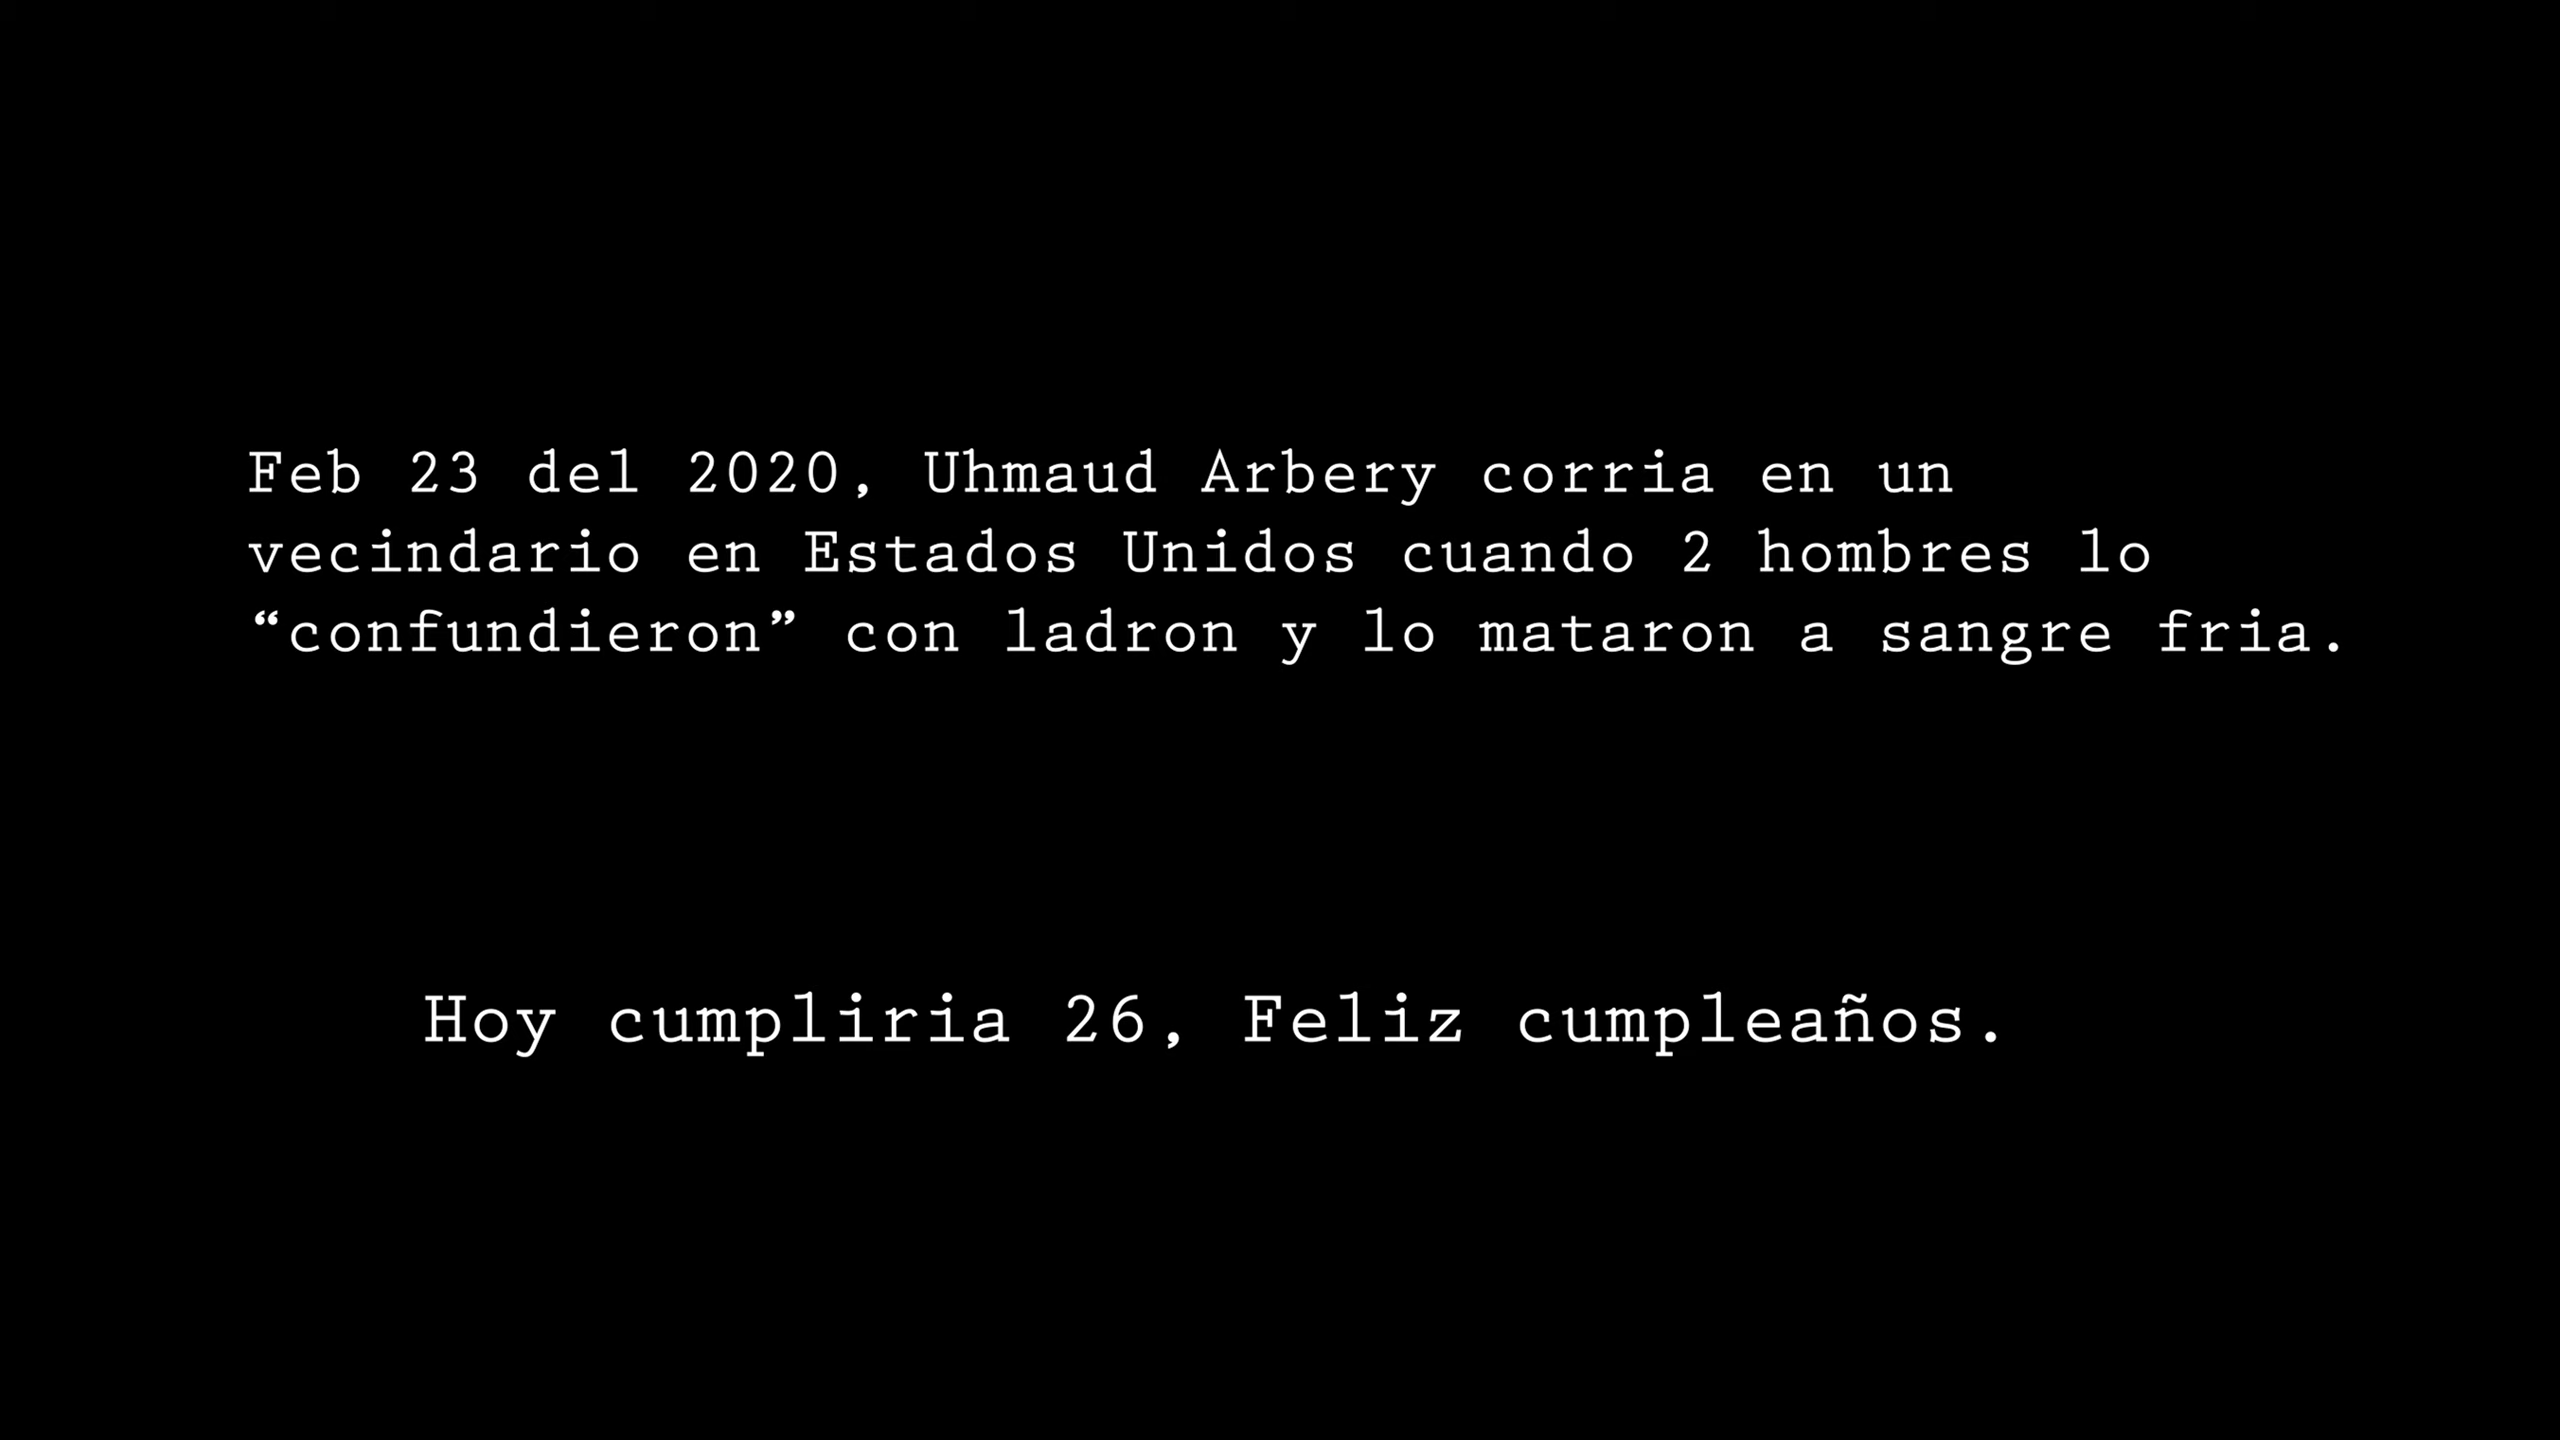 Feb 23 del 2020, Uhmaud Arbery corria en un
vecindario en Estados Unidos cuando 2 hombres lo
“confundieron” con ladron y lo mataron a sangre fria.
Hoy cumpliria 26, Feliz cumpleaños.